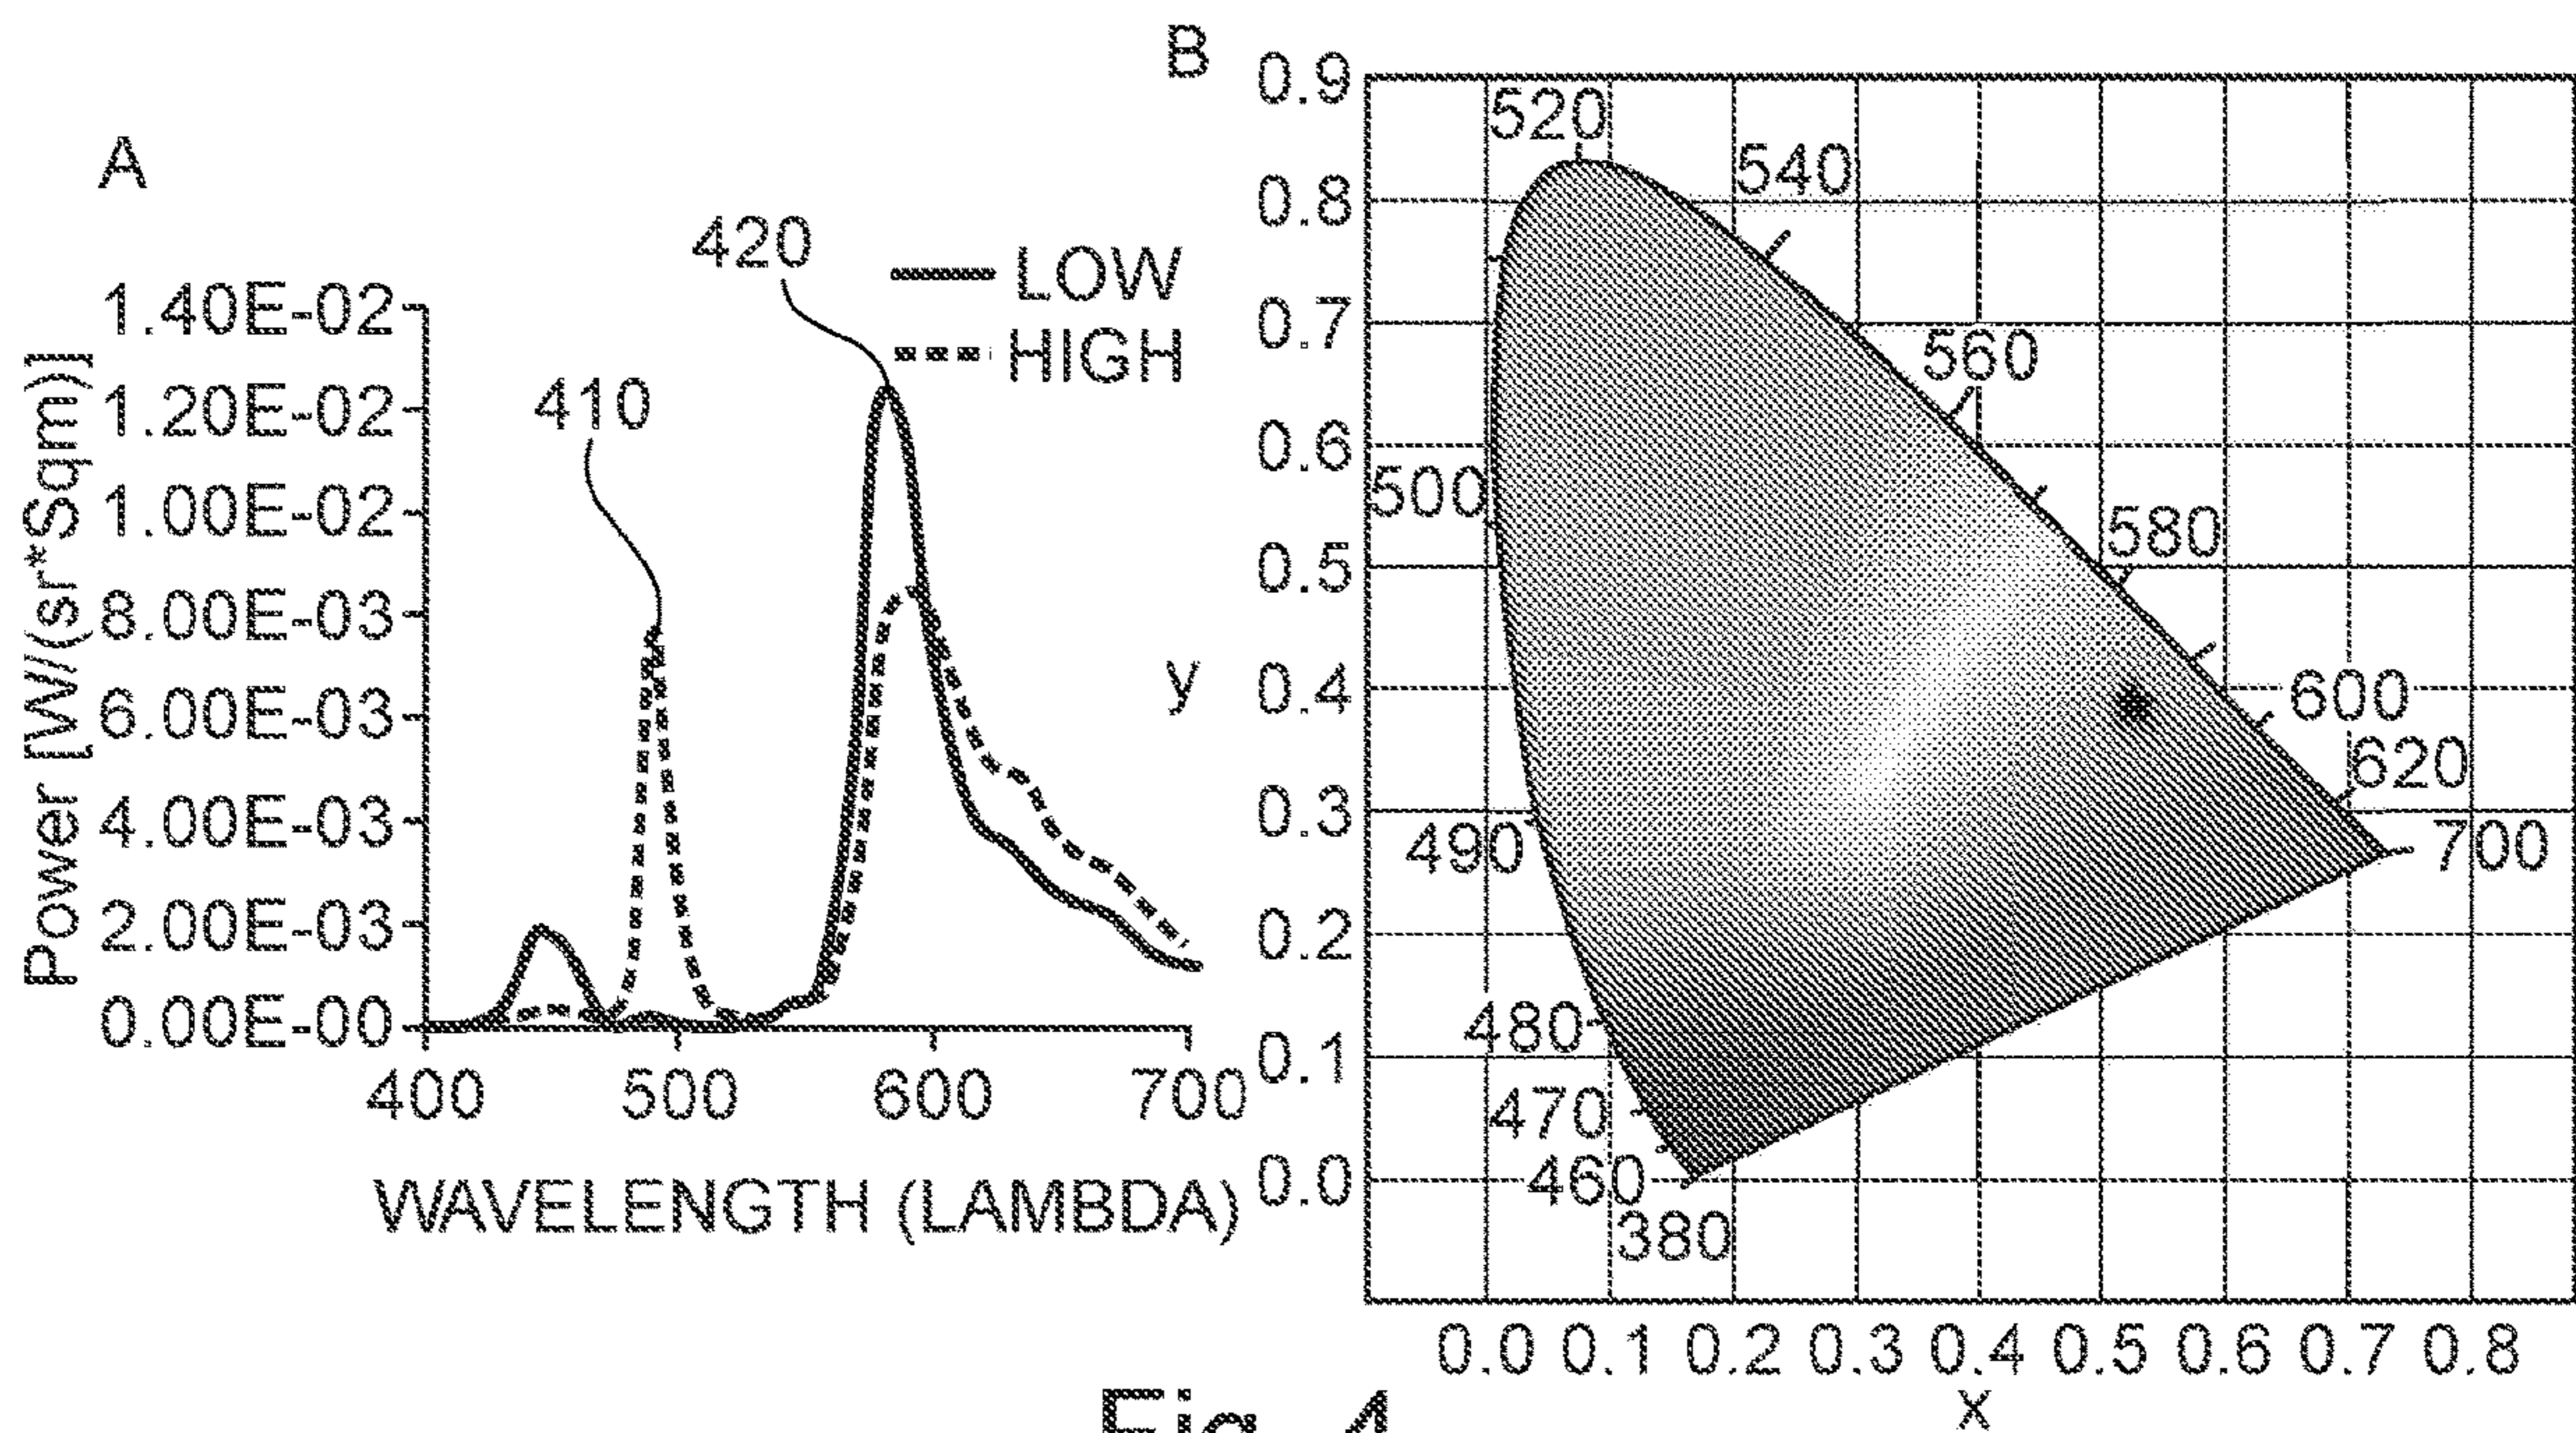 A
420
LOW
HIGH
410
Power [W/(sr*Sqm)]
1.40E-02
1.20E-02
1.00E-02
8.00E-03
6.00E-03
4.00E-03
2.00E-03
0.00E-00
400 500 600 700
WAVELENGTH (LAMBDA)
B
0.9
0.8
0.7
0.6
0.5
0.4
0.3
0.2
0.1
0.0
y
520
540
560
500
580
600
620
490
700
480
470
460
380
0.0 0.1 0.2 0.3 0.4 0.5 0.6 0.7 0.8
x
Fig. 4